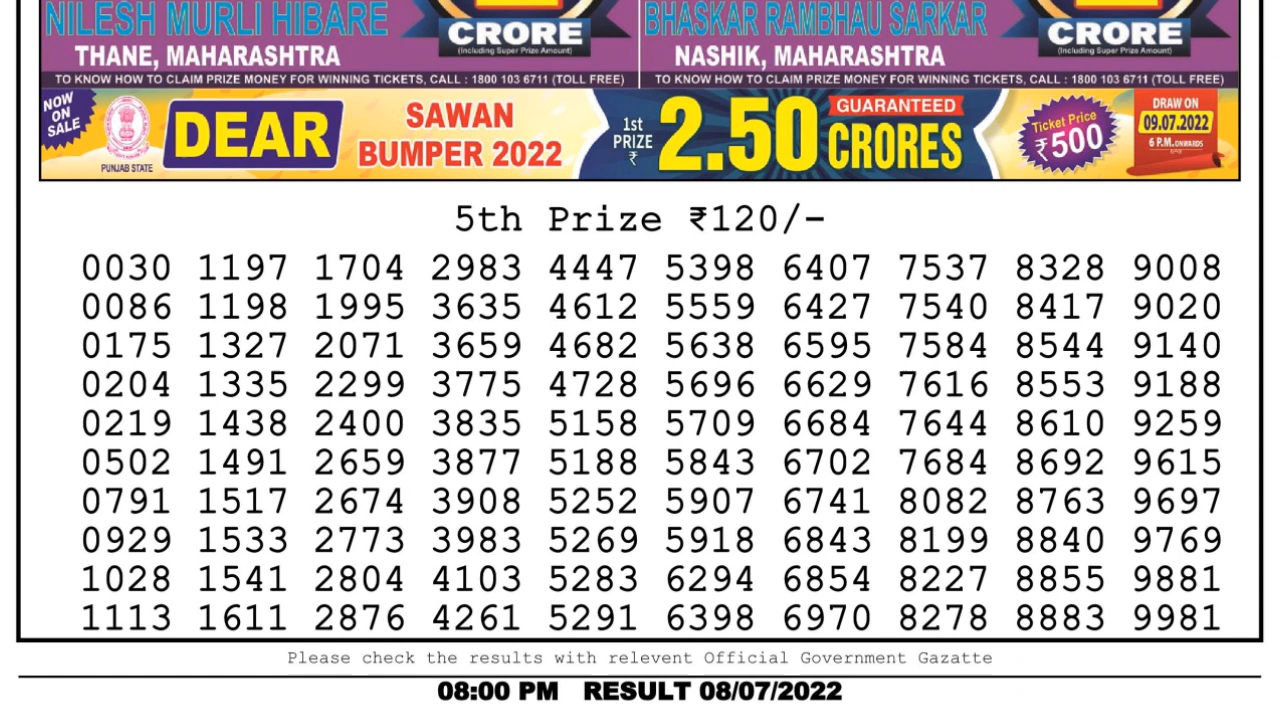 NILESH MURLI HIBARE
THANE, MAHARASHTRA
CRORE
(Including Super Prize Amount)
BHASKAR RAMBHAU SARKAR
NASHIK, MAHARASHTRA
CRORE
(Including Super Prize Amount)
TO KNOW HOW TO CLAIM PRIZE MONEY FOR WINNING TICKETS, CALL : 1800 103 6711 (TOLL FREE)
TO KNOW HOW TO CLAIM PRIZE MONEY FOR WINNING TICKETS, CALL : 1800 103 6711 (TOLL FREE)
NOW
ON
SALE
PUNJAB STATE
DEAR
SAWAN
BUMPER 2022
1st
PRIZE
₹
2.50
GUARANTEED
CRORES
Ticket Price
₹500
DRAW ON
09.07.2022
6 P.M. ONWARDS
5th Prize ₹120/-
0030 1197 1704 2983 4447 5398 6407 7537 8328 9008
0086 1198 1995 3635 4612 5559 6427 7540 8417 9020
0175 1327 2071 3659 4682 5638 6595 7584 8544 9140
0204 1335 2299 3775 4728 5696 6629 7616 8553 9188
0219 1438 2400 3835 5158 5709 6684 7644 8610 9259
0502 1491 2659 3877 5188 5843 6702 7684 8692 9615
0791 1517 2674 3908 5252 5907 6741 8082 8763 9697
0929 1533 2773 3983 5269 5918 6843 8199 8840 9769
1028 1541 2804 4103 5283 6294 6854 8227 8855 9881
1113 1611 2876 4261 5291 6398 6970 8278 8883 9981
Please check the results with relevent Official Government Gazatte
08:00 PM RESULT 08/07/2022